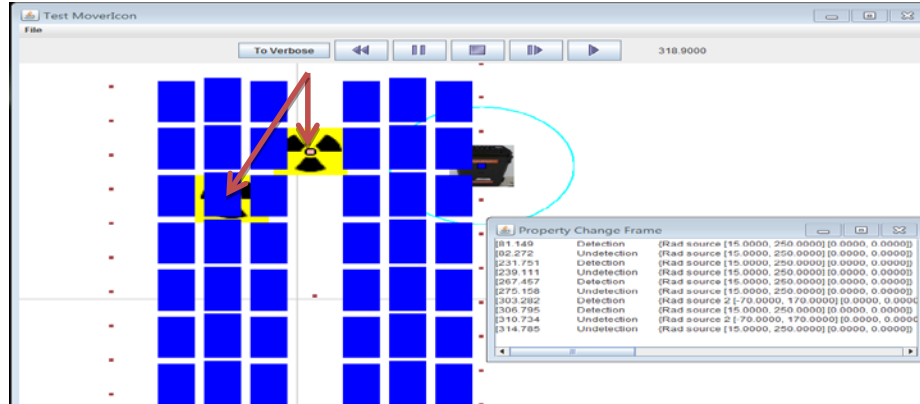 Test MoverIcon
File
To Verbose
318.9000
Property Change Frame
[81.149 Detection {Rad source [15.0000, 250.0000] [0.0000, 0.0000]}
[82.272 Undetection {Rad source [15.0000, 250.0000] [0.0000, 0.0000]}
[231.751 Detection {Rad source [15.0000, 250.0000] [0.0000, 0.0000]}
[239.111 Undetection {Rad source [15.0000, 250.0000] [0.0000, 0.0000]}
[267.457 Detection {Rad source [15.0000, 250.0000] [0.0000, 0.0000]}
[275.158 Undetection {Rad source [15.0000, 250.0000] [0.0000, 0.0000]}
[303.282 Detection {Rad source 2 [-70.0000, 170.0000] [0.0000, 0.000
[306.795 Detection {Rad source [15.0000, 250.0000] [0.0000, 0.0000]}
[310.734 Undetection {Rad source 2 [-70.0000, 170.0000] [0.0000, 0.000
[314.785 Undetection {Rad source [15.0000, 250.0000] [0.0000, 0.0000]}